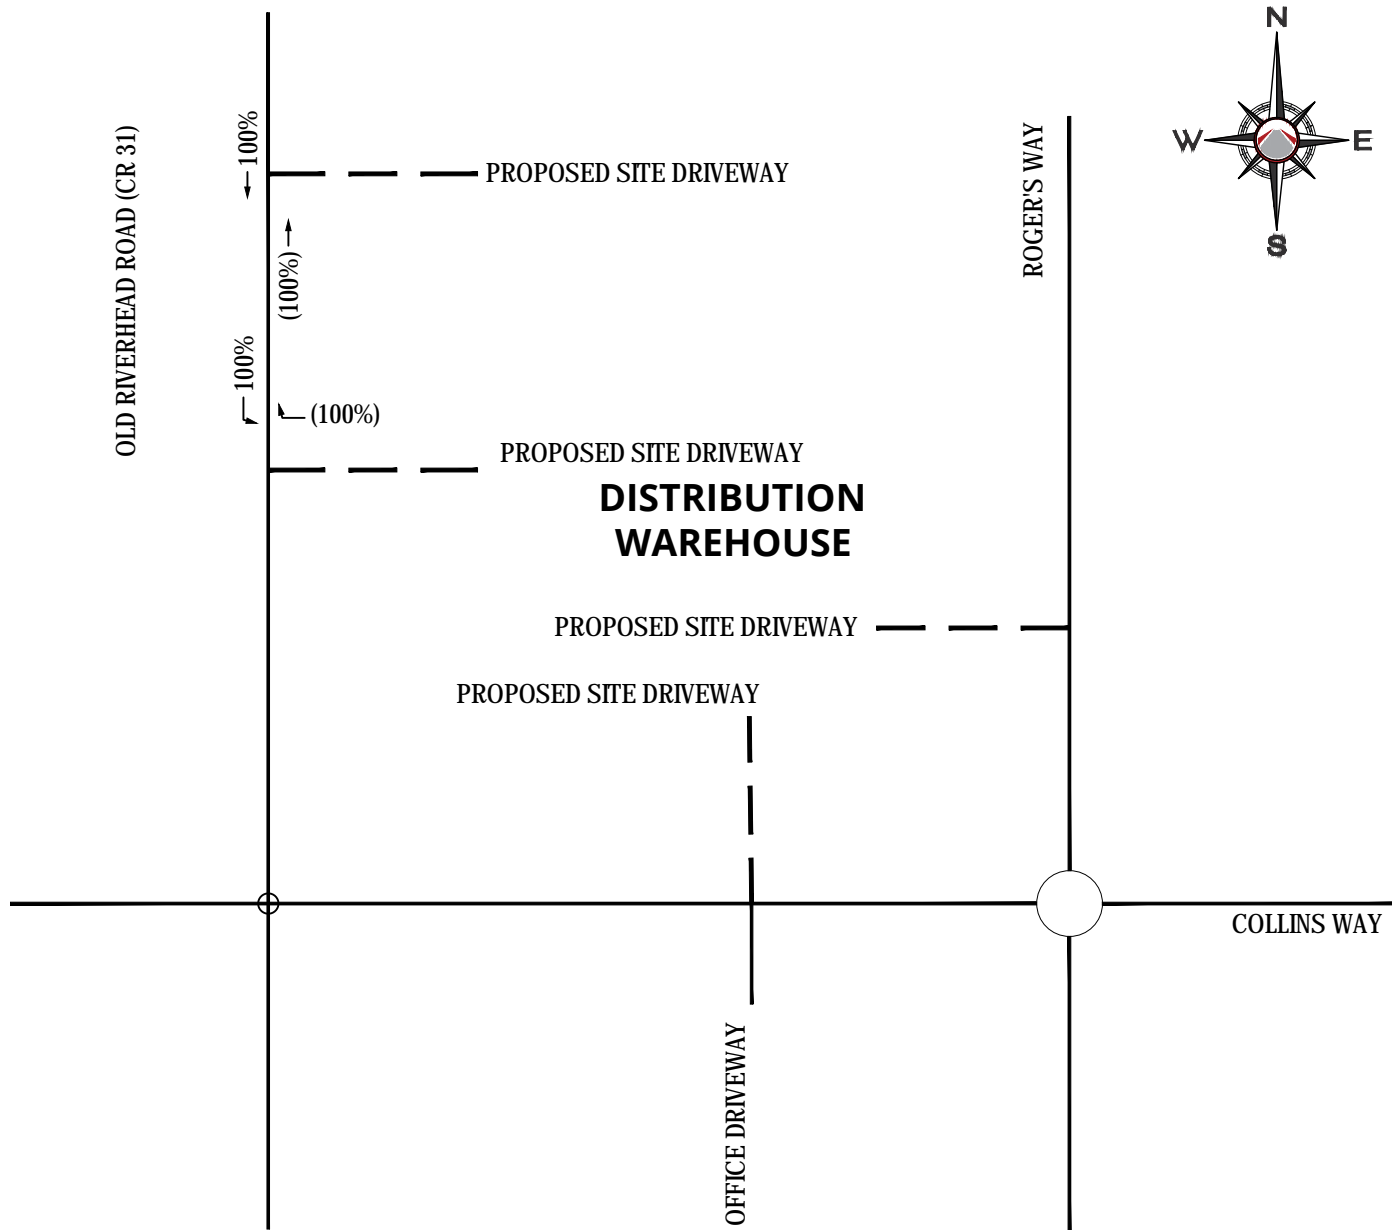 N
W
E
S
OLD RIVERHEAD ROAD (CR 31)
100%
PROPOSED SITE DRIVEWAY
ROGER'S WAY
(100%)
100%
(100%)
PROPOSED SITE DRIVEWAY
DISTRIBUTION
WAREHOUSE
PROPOSED SITE DRIVEWAY
PROPOSED SITE DRIVEWAY
COLLINS WAY
OFFICE DRIVEWAY